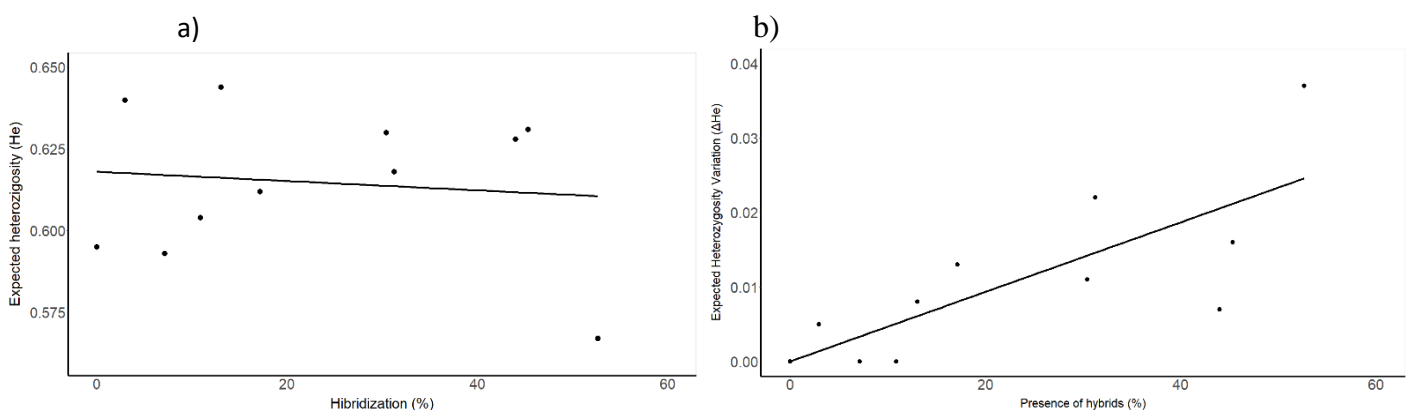 a)
Expected heterozigosity (He)
0.650
0.625
0.600
0.575
0
20
40
60
Hibridization (%)
b)
Expected Heterozygosity Variation (ΔHe)
0.04
0.03
0.02
0.01
0.00
0
20
40
60
Presence of hybrids (%)